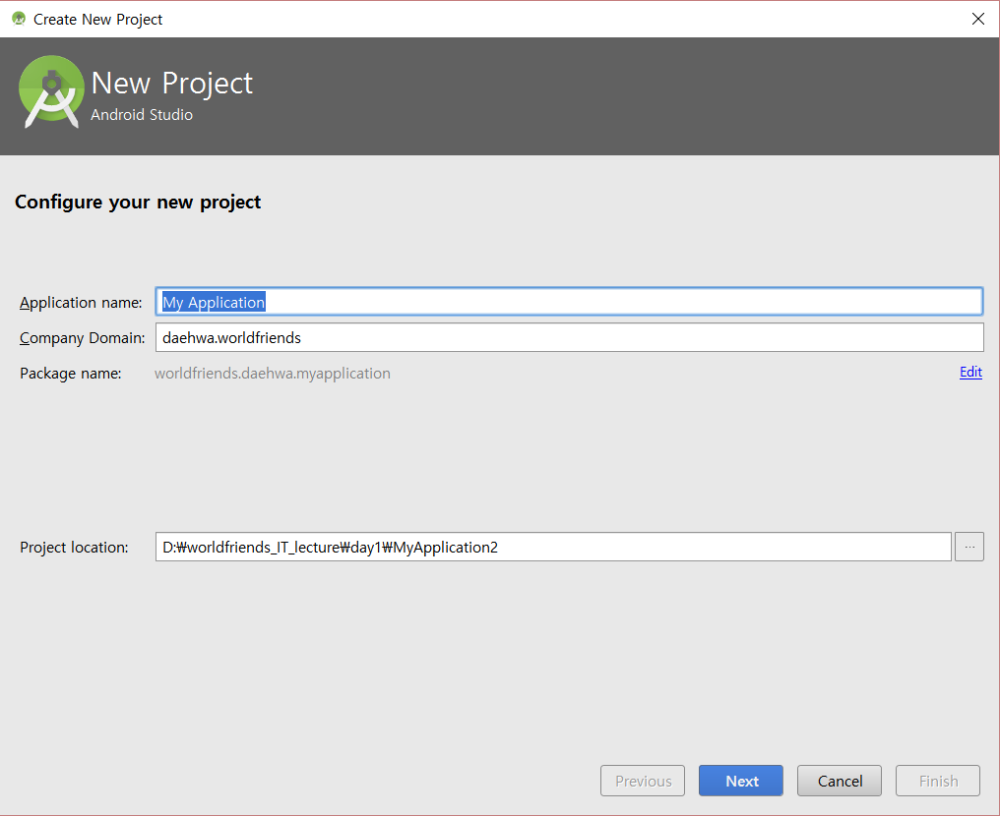 Create New Project
New Project
Android Studio
Configure your new project
Application name: My Application
Company Domain: daehwa.worldfriends
Package name: worldfriends.daehwa.myapplication Edit
Project location: D:₩worldfriends_IT_lecture₩day1₩MyApplication2 ...
Previous Next Cancel Finish